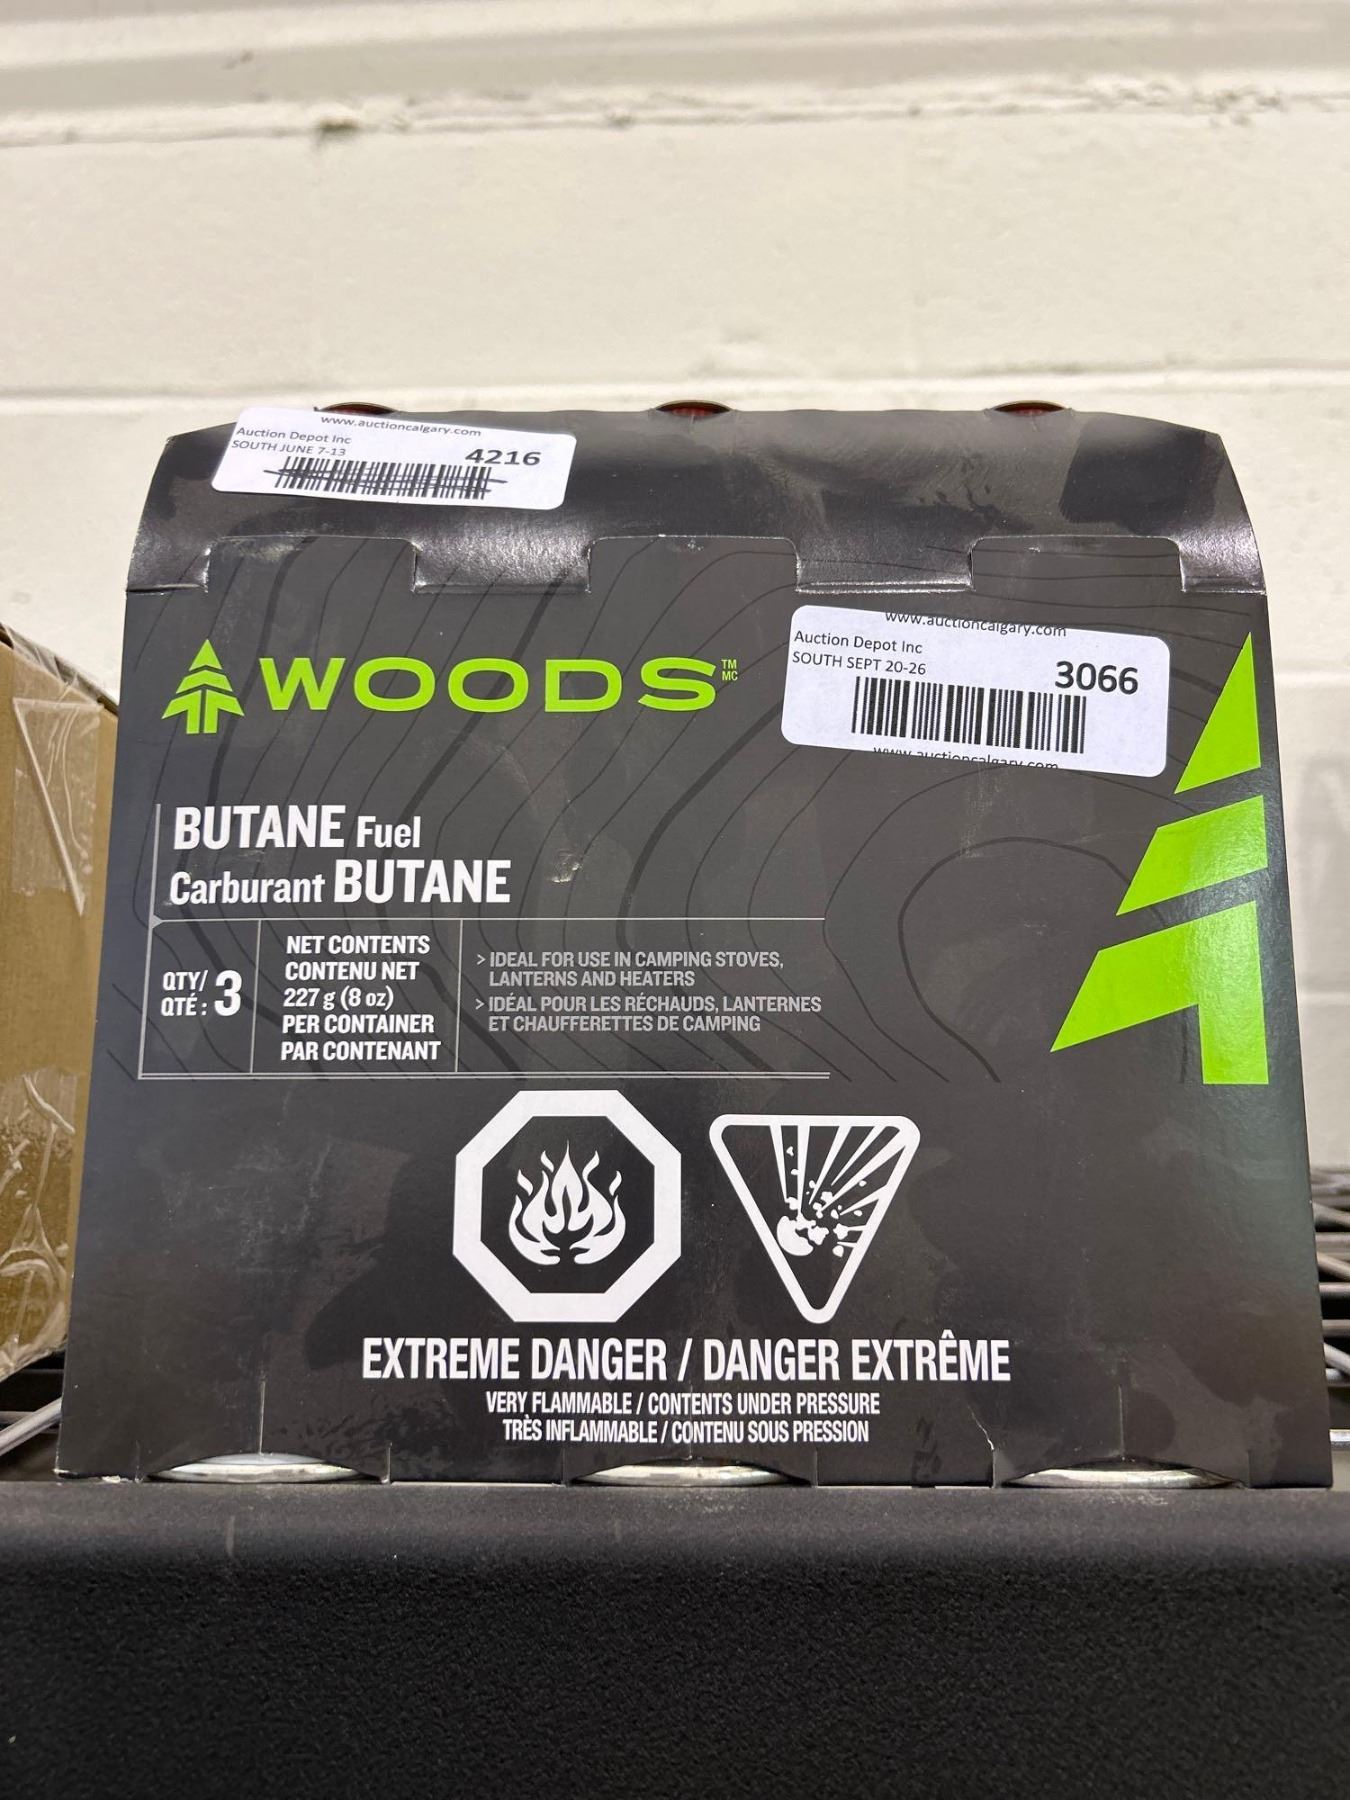 www.auctioncalgary.com
Auction Depot Inc
SOUTH JUNE 7-13
4216
www.auctioncalgary.com
Auction Depot Inc
SOUTH SEPT 20-26
3066
www.auctioncalgary.com
WOODS TM MC
BUTANE Fuel
Carburant BUTANE
QTY/
QTÉ : 3
NET CONTENTS
CONTENU NET
227 g (8 oz)
PER CONTAINER
PAR CONTENANT
> IDEAL FOR USE IN CAMPING STOVES,
LANTERNS AND HEATERS
> IDÉAL POUR LES RÉCHAUDS, LANTERNES
ET CHAUFFERETTES DE CAMPING
EXTREME DANGER / DANGER EXTRÊME
VERY FLAMMABLE / CONTENTS UNDER PRESSURE
TRÈS INFLAMMABLE / CONTENU SOUS PRESSION